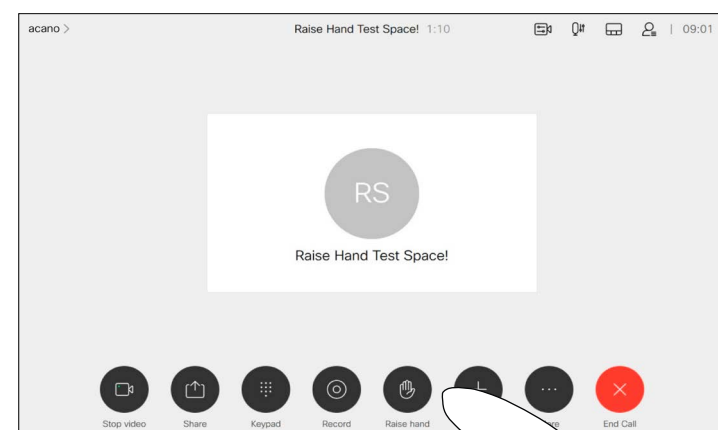 acano >
Raise Hand Test Space! 1:10
09:01
RS
Raise Hand Test Space!
Stop video
Share
Keypad
Record
Raise hand
End Call